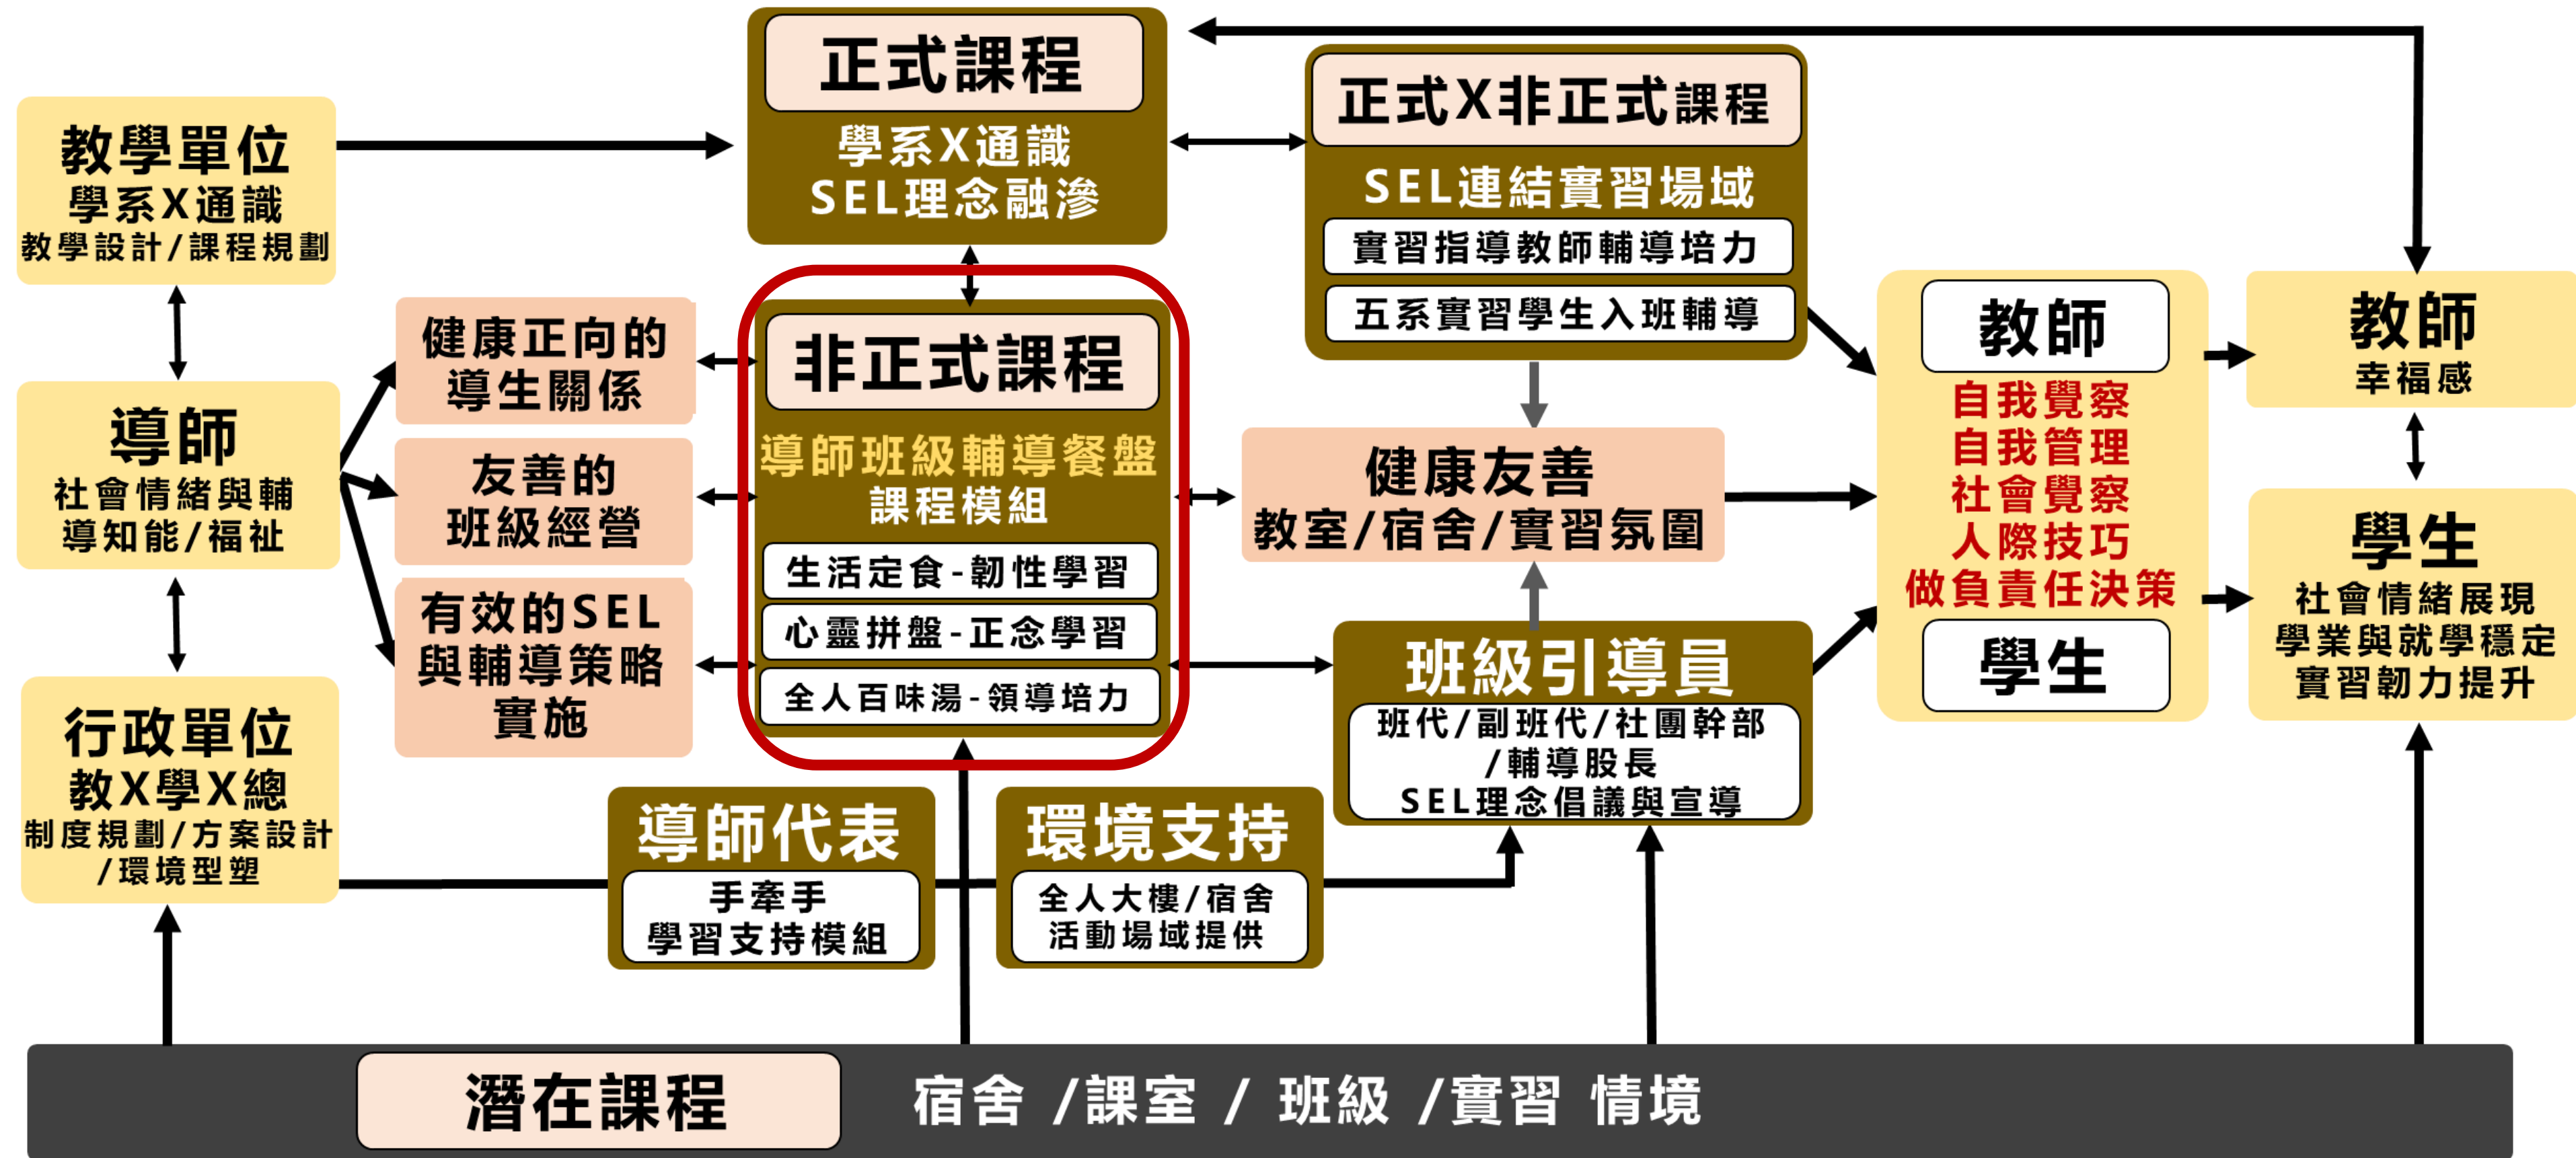 正式課程
學系X通識
SEL理念融滲
正式X非正式課程
SEL連結實習場域
實習指導教師輔導培力
五系實習學生入班輔導
教學單位
學系X通識
教學設計/課程規劃
導師
社會情緒與輔
導知能/福祉
行政單位
教X學X總
制度規劃/方案設計
/環境型塑
健康正向的
導生關係
友善的
班級經營
有效的SEL
與輔導策略
實施
非正式課程
導師班級輔導餐盤
課程模組
生活定食-韌性學習
心靈拼盤-正念學習
全人百味湯-領導培力
健康友善
教室/宿舍/實習氛圍
班級引導員
班代/副班代/社團幹部
/輔導股長
SEL理念倡議與宣導
導師代表
手牽手
學習支持模組
環境支持
全人大樓/宿舍
活動場域提供
教師
自我覺察
自我管理
社會覺察
人際技巧
做負責任決策
學生
教師
幸福感
學生
社會情緒展現
學業與就學穩定
實習韌力提升
潛在課程
宿舍 /課室 / 班級 /實習 情境